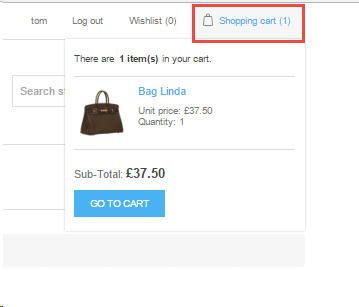 tom Log out Wishlist (0) Shopping cart (1)
There are 1 item(s) in your cart.
Search s
Bag Linda
Unit price: £37.50
Quantity: 1
Sub-Total: £37.50
GO TO CART